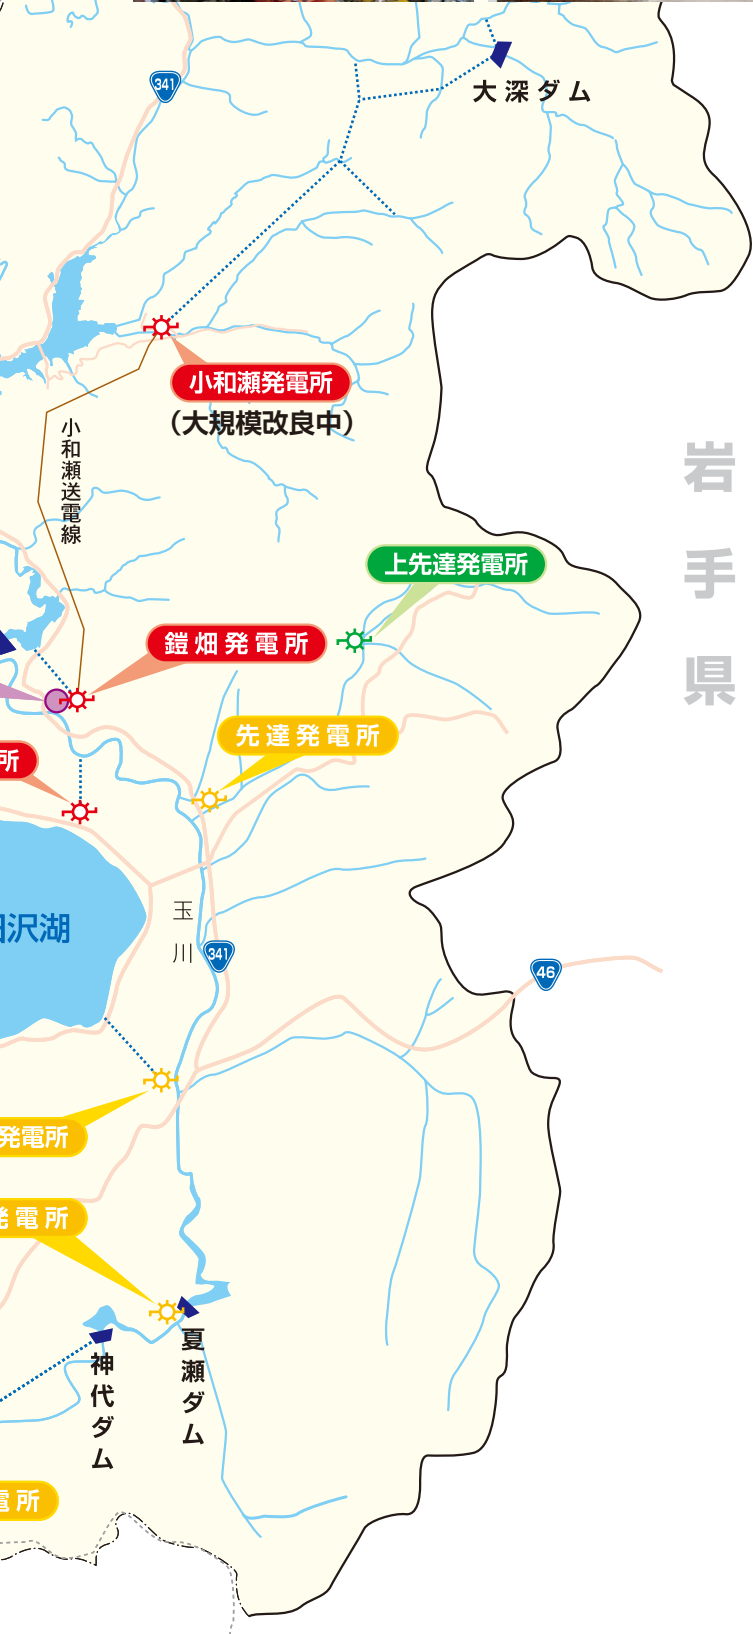 341
大深ダム
小和瀬発電所
（大規模改良中）
小和瀬送電線
岩手県
上先達発電所
鎧畑発電所
先達発電所
所
沢湖
玉川
341
46
発電所
発電所
夏瀬ダム
神代ダム
電所